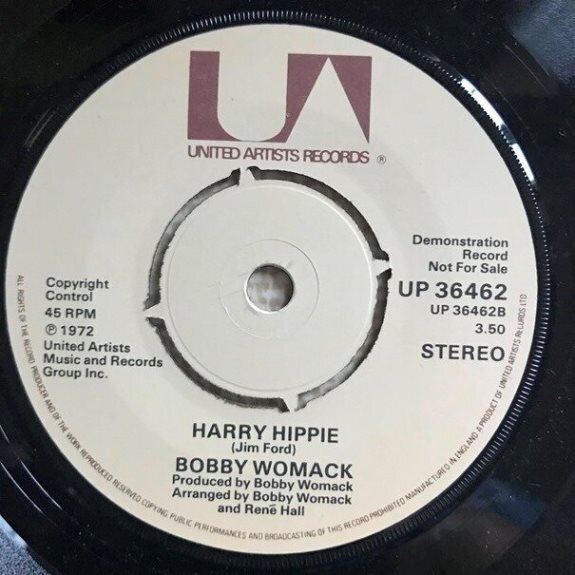 UA
UNITED ARTISTS RECORDS ®
Demonstration
Record
Not For Sale
UP 36462
UP 36462B
3.50
STEREO
Copyright
Control
45 RPM
℗ 1972
United Artists
Music and Records
Group Inc.
HARRY HIPPIE
(Jim Ford)
BOBBY WOMACK
Produced by Bobby Womack
Arranged by Bobby Womack
and René Hall
ALL RIGHTS OF THE RECORD PRODUCER AND OF THE WORK REPRODUCED RESERVED COPYING PUBLIC PERFORMANCES AND BROADCASTING OF THIS RECORD PROHIBITED MANUFACTURED IN ENGLAND A PRODUCT OF UNITED ARTISTS RECORDS LTD